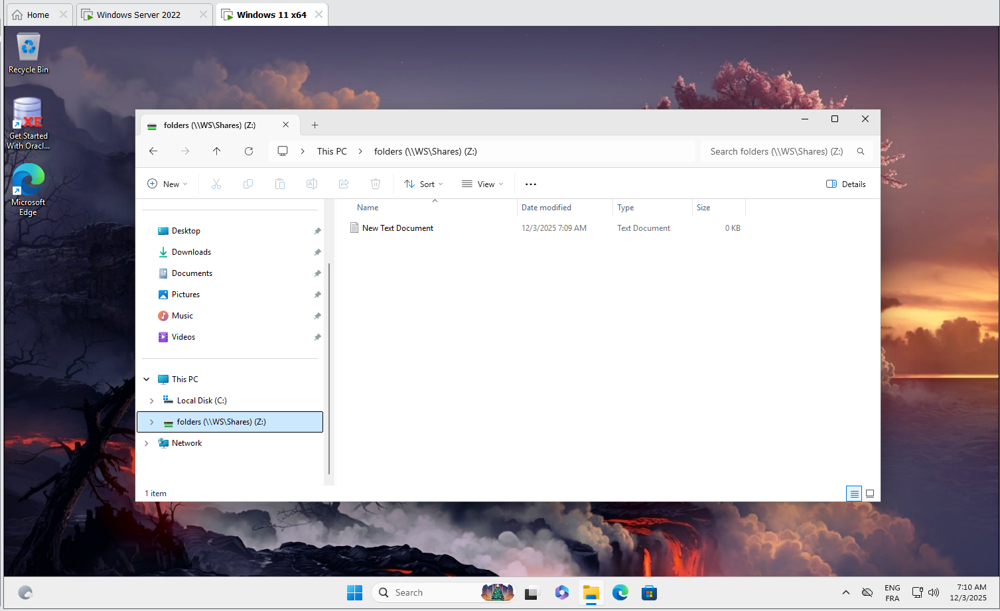 Home
Windows Server 2022
Windows 11 x64
Recycle Bin
XE
Get Started
With Oracl...
Microsoft
Edge
folders (\\WS\Shares) (Z:)
This PC
folders (\\WS\Shares) (Z:)
Search folders (\\WS\Shares) (Z:)
New
Sort
View
Details
Name
Date modified
Type
Size
New Text Document
12/3/2025 7:09 AM
Text Document
0 KB
Desktop
Downloads
Documents
Pictures
Music
Videos
This PC
Local Disk (C:)
folders (\\WS\Shares) (Z:)
Network
1 item
Search
ENG
FRA
7:10 AM
12/3/2025